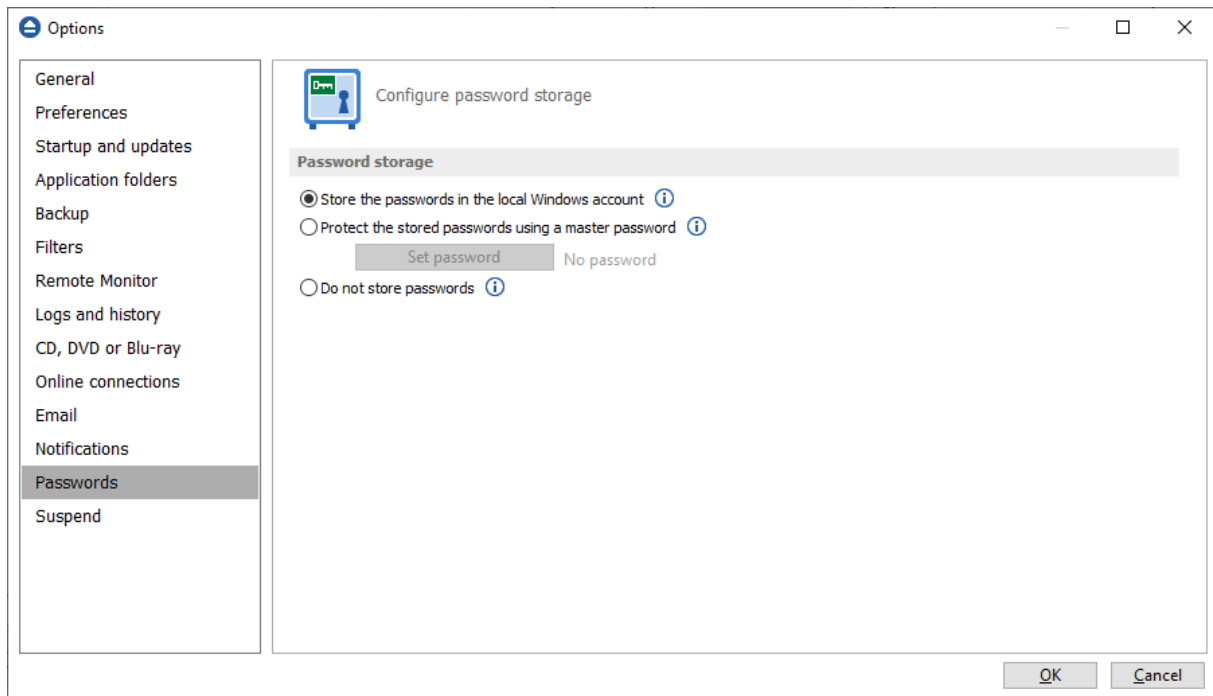 Options
General
Preferences
Startup and updates
Application folders
Backup
Filters
Remote Monitor
Logs and history
CD, DVD or Blu-ray
Online connections
Email
Notifications
Passwords
Suspend
Configure password storage
Password storage
Store the passwords in the local Windows account
Protect the stored passwords using a master password
Set password No password
Do not store passwords
OK Cancel